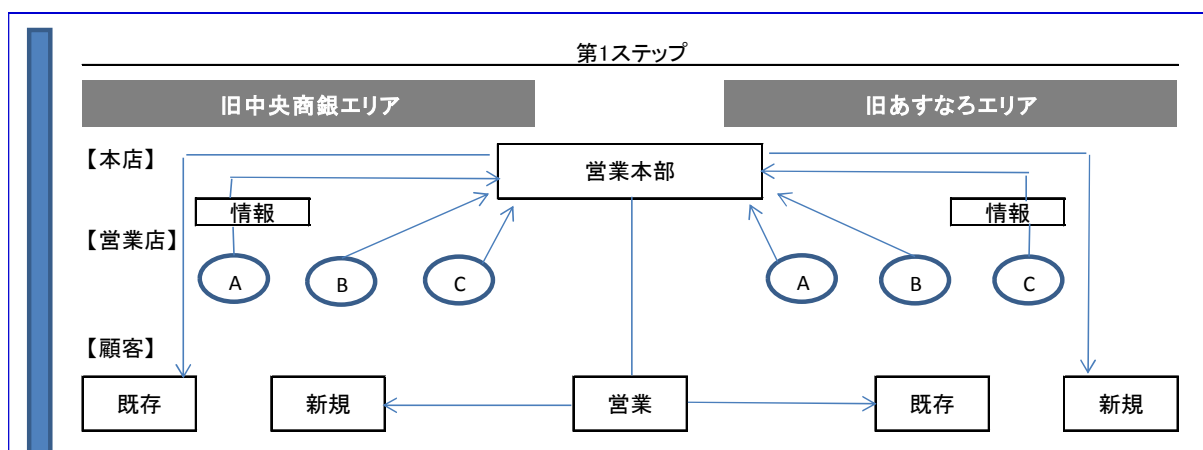 第1ステップ
旧中央商銀エリア 旧あすなろエリア
【本店】 営業本部
情報 情報
【営業店】
A B C A B C
【顧客】
既存 新規 営業 既存 新規